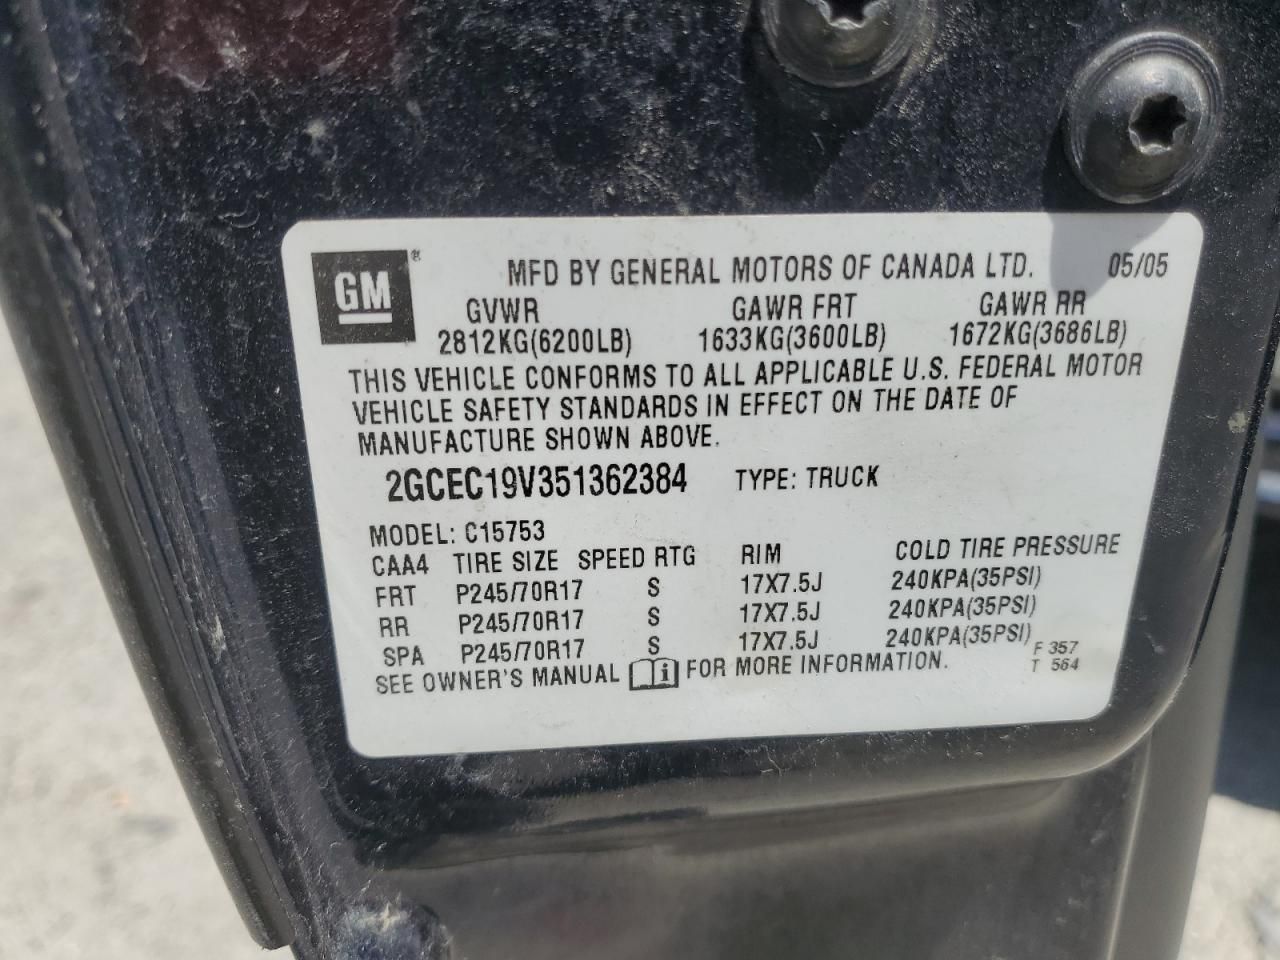 GM®
MFD BY GENERAL MOTORS OF CANADA LTD. 05/05
GVWR GAWR FRT GAWR RR
2812KG(6200LB) 1633KG(3600LB) 1672KG(3686LB)
THIS VEHICLE CONFORMS TO ALL APPLICABLE U.S. FEDERAL MOTOR
VEHICLE SAFETY STANDARDS IN EFFECT ON THE DATE OF
MANUFACTURE SHOWN ABOVE.
2GCEC19V351362384 TYPE: TRUCK
MODEL: C15753
CAA4 TIRE SIZE SPEED RTG RIM COLD TIRE PRESSURE
FRT P245/70R17 S 17X7.5J 240KPA(35PSI)
RR P245/70R17 S 17X7.5J 240KPA(35PSI)
SPA P245/70R17 S 17X7.5J 240KPA(35PSI)
SEE OWNER'S MANUAL i FOR MORE INFORMATION.
F 357
T 564